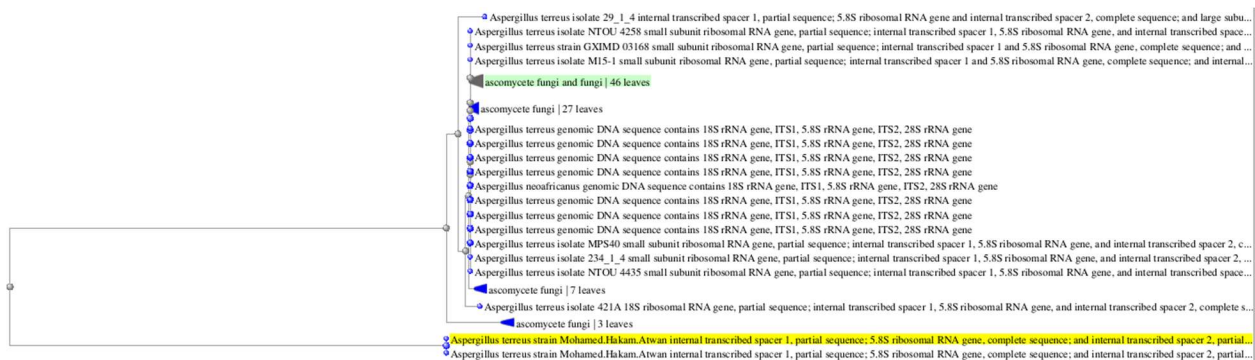 Aspergillus terreus isolate 29_1_4 internal transcribed spacer 1, partial sequence; 5.8S ribosomal RNA gene and internal transcribed spacer 2, complete sequence; and large subu...
Aspergillus terreus isolate NTOU 4258 small subunit ribosomal RNA gene, partial sequence; internal transcribed spacer 1, 5.8S ribosomal RNA gene, and internal transcribed space...
Aspergillus terreus strain GXIMD 03168 small subunit ribosomal RNA gene, partial sequence; internal transcribed spacer 1 and 5.8S ribosomal RNA gene, complete sequence; and ...
Aspergillus terreus isolate M15-1 small subunit ribosomal RNA gene, partial sequence; internal transcribed spacer 1 and 5.8S ribosomal RNA gene, complete sequence; and internal...
ascomycete fungi and fungi | 46 leaves
ascomycete fungi | 27 leaves
Aspergillus terreus genomic DNA sequence contains 18S rRNA gene, ITS1, 5.8S rRNA gene, ITS2, 28S rRNA gene
Aspergillus terreus genomic DNA sequence contains 18S rRNA gene, ITS1, 5.8S rRNA gene, ITS2, 28S rRNA gene
Aspergillus terreus genomic DNA sequence contains 18S rRNA gene, ITS1, 5.8S rRNA gene, ITS2, 28S rRNA gene
Aspergillus terreus genomic DNA sequence contains 18S rRNA gene, ITS1, 5.8S rRNA gene, ITS2, 28S rRNA gene
Aspergillus neoafricanus genomic DNA sequence contains 18S rRNA gene, ITS1, 5.8S rRNA gene, ITS2, 28S rRNA gene
Aspergillus terreus genomic DNA sequence contains 18S rRNA gene, ITS1, 5.8S rRNA gene, ITS2, 28S rRNA gene
Aspergillus terreus genomic DNA sequence contains 18S rRNA gene, ITS1, 5.8S rRNA gene, ITS2, 28S rRNA gene
Aspergillus terreus genomic DNA sequence contains 18S rRNA gene, ITS1, 5.8S rRNA gene, ITS2, 28S rRNA gene
Aspergillus terreus isolate MPS40 small subunit ribosomal RNA gene, partial sequence; internal transcribed spacer 1, 5.8S ribosomal RNA gene, and internal transcribed spacer 2, c...
Aspergillus terreus isolate 234_1_4 small subunit ribosomal RNA gene, partial sequence; internal transcribed spacer 1, 5.8S ribosomal RNA gene, and internal transcribed spacer 2, ...
Aspergillus terreus isolate NTOU 4435 small subunit ribosomal RNA gene, partial sequence; internal transcribed spacer 1, 5.8S ribosomal RNA gene, and internal transcribed space...
ascomycete fungi | 7 leaves
Aspergillus terreus isolate 421A 18S ribosomal RNA gene, partial sequence; internal transcribed spacer 1, 5.8S ribosomal RNA gene, and internal transcribed spacer 2, complete s...
ascomycete fungi | 3 leaves
Aspergillus terreus strain Mohamed.Hakam.Atwan internal transcribed spacer 1, partial sequence; 5.8S ribosomal RNA gene, complete sequence; and internal transcribed spacer 2, partial...
Aspergillus terreus strain Mohamed.Hakam.Atwan internal transcribed spacer 1, partial sequence; 5.8S ribosomal RNA gene, complete sequence; and internal transcribed spacer 2, partial...